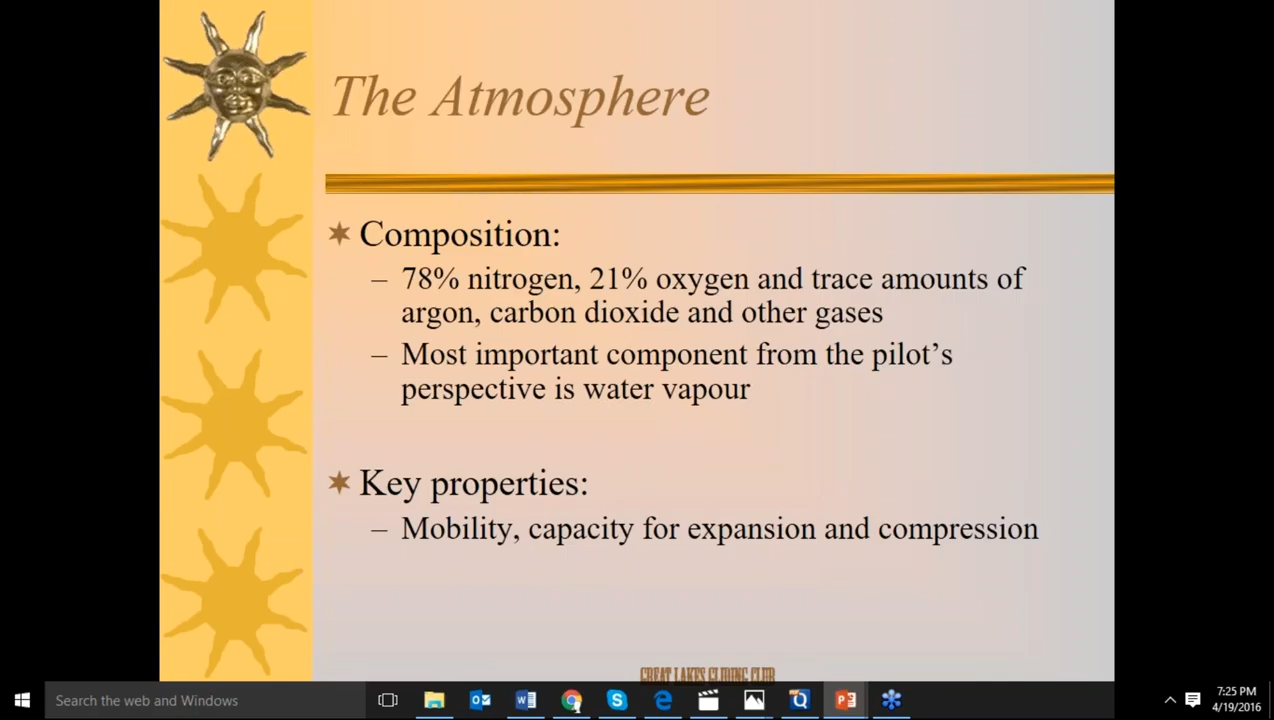 The Atmosphere
Composition:
– 78% nitrogen, 21% oxygen and trace amounts of
argon, carbon dioxide and other gases
– Most important component from the pilot’s
perspective is water vapour
Key properties:
– Mobility, capacity for expansion and compression
GREAT LAKES GLIDING CLUB
Search the web and Windows
7:25 PM
4/19/2016